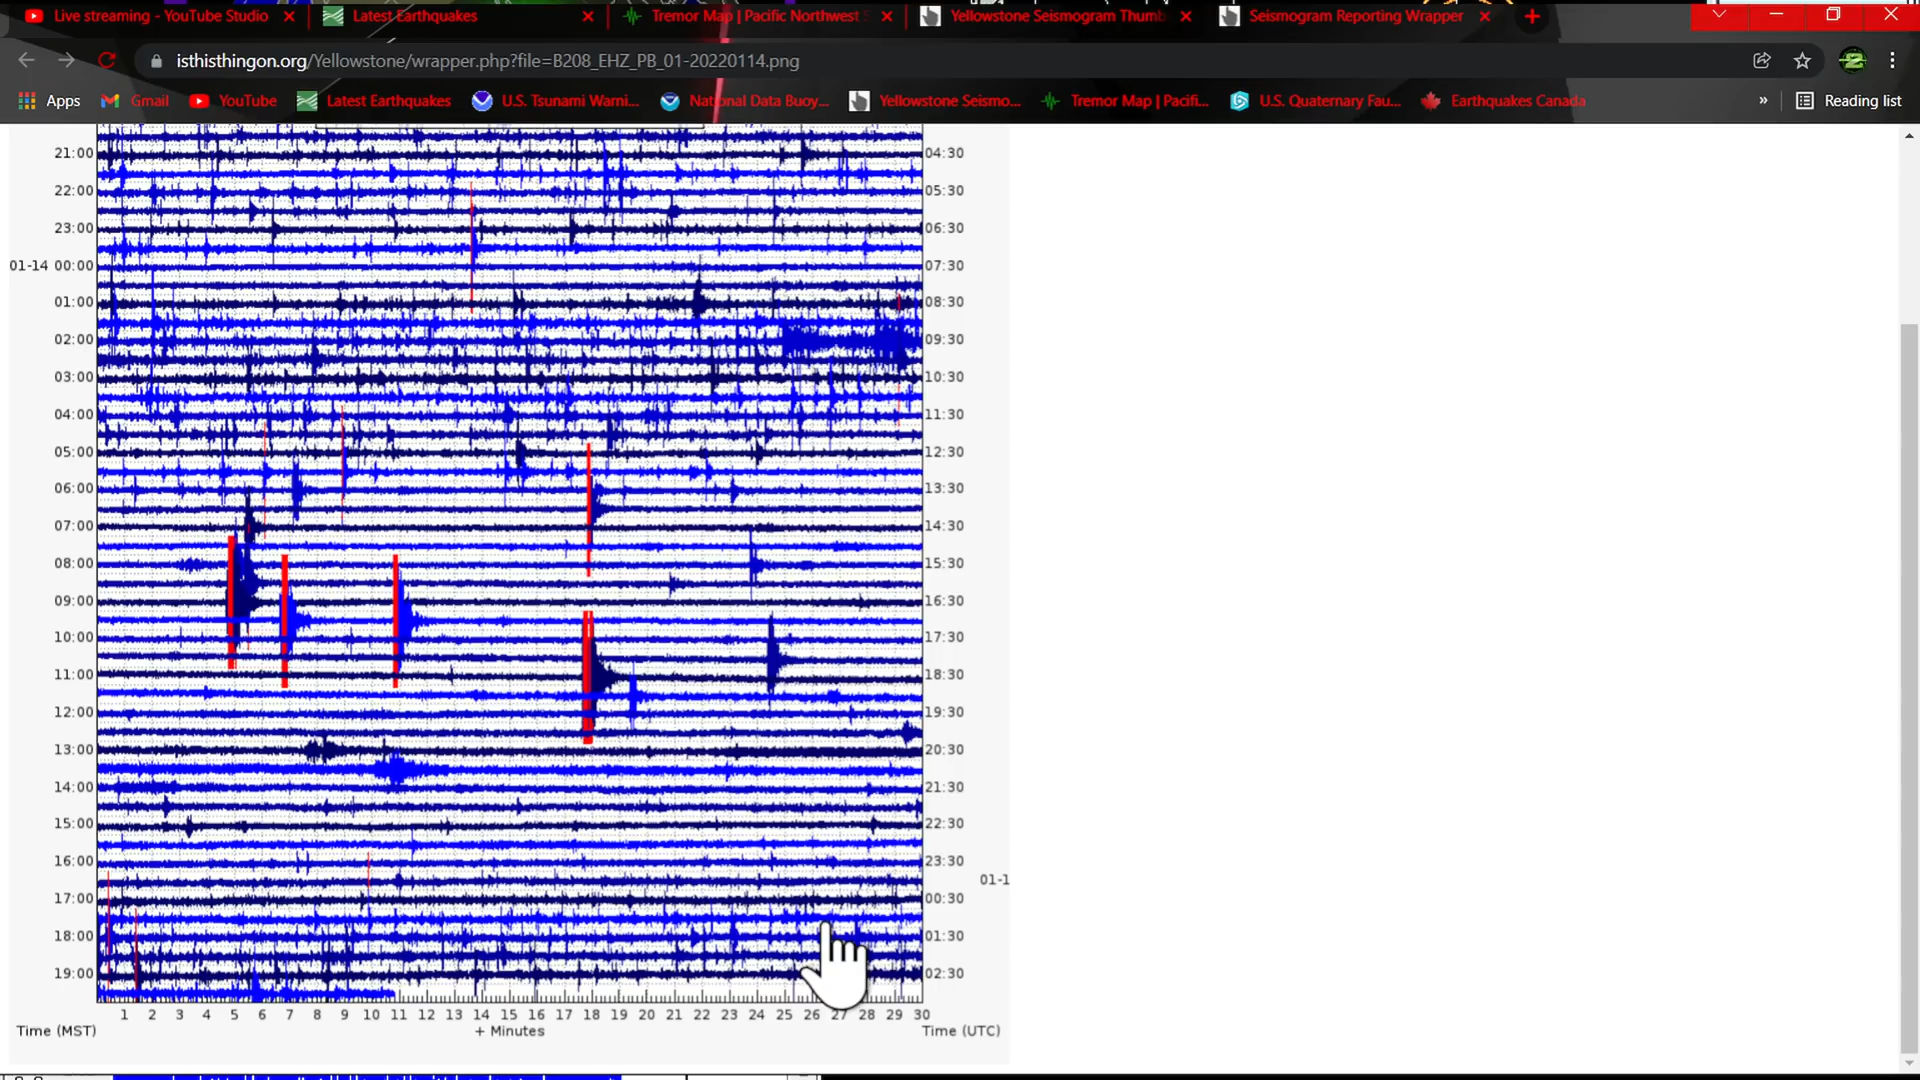 Live streaming - YouTube Studio
Latest Earthquakes
Tremor Map | Pacific Northwest S
Yellowstone Seismogram Thumb
Seismogram Reporting Wrapper
isthisthingon.org/Yellowstone/wrapper.php?file=B208_EHZ_PB_01-20220114.png
Apps Gmail YouTube Latest Earthquakes U.S. Tsunami Warni... National Data Buoy... Yellowstone Seismo... Tremor Map | Pacifi... U.S. Quaternary Fau... Earthquakes Canada » Reading list
21:00 04:30
22:00 05:30
23:00 06:30
01-14 00:00 07:30
01:00 08:30
02:00 09:30
03:00 10:30
04:00 11:30
05:00 12:30
06:00 13:30
07:00 14:30
08:00 15:30
09:00 16:30
10:00 17:30
11:00 18:30
12:00 19:30
13:00 20:30
14:00 21:30
15:00 22:30
16:00 23:30
01-1
17:00 00:30
18:00 01:30
19:00 02:30
1 2 3 4 5 6 7 8 9 10 11 12 13 14 15 16 17 18 19 20 21 22 23 24 25 26 27 28 29 30
Time (MST) + Minutes Time (UTC)